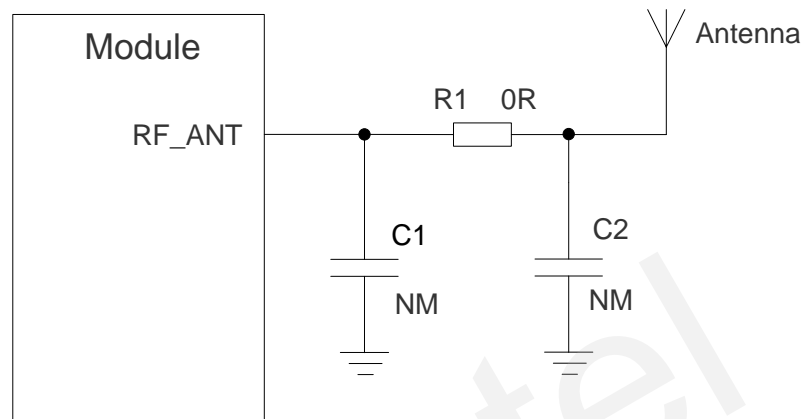 Module
Antenna
R1 0R
RF_ANT
C1
C2
NM
NM